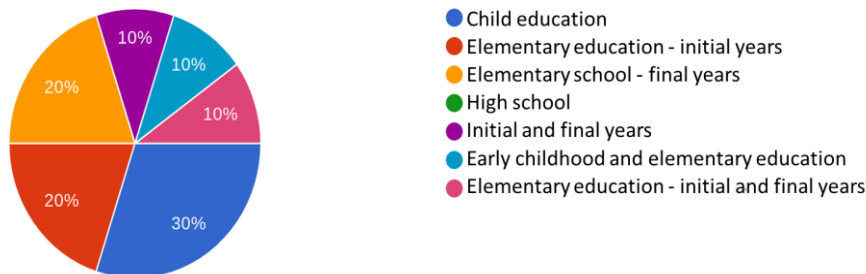 10%
10%
10%
20%
20%
30%
Child education
Elementary education - initial years
Elementary school - final years
High school
Initial and final years
Early childhood and elementary education
Elementary education - initial and final years